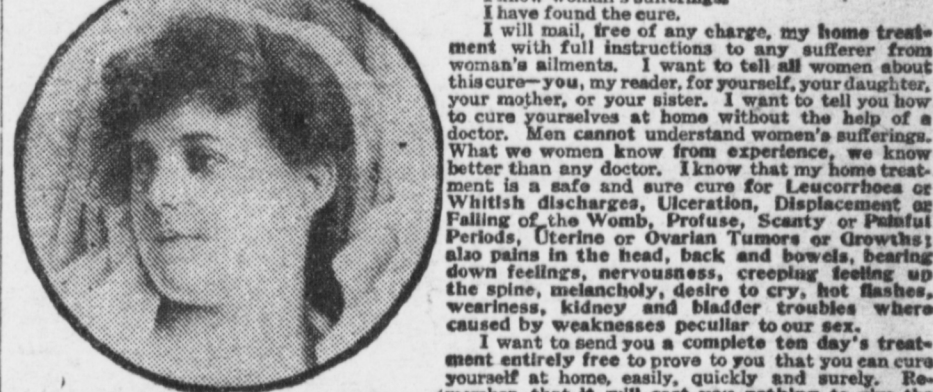 I have found the cure.
I will mail, free of any charge, my home treat-
ment with full instructions to any sufferer from
woman's ailments. I want to tell all women about
this cure—you, my reader, for yourself, your daughter,
your mother, or your sister. I want to tell you how
to cure yourselves at home without the help of a
doctor. Men cannot understand women's sufferings.
What we women know from experience, we know
better than any doctor. I know that my home treat-
ment is a safe and sure cure for Leucorrhoea or
Whitish discharges, Ulceration, Displacement or
Falling of the Womb, Profuse, Scanty or Painful
Periods, Uterine or Ovarian Tumors or Growths;
also pains in the head, back and bowels, bearing
down feelings, nervousness, creeping feeling up
the spine, melancholy, desire to cry, hot flashes,
weariness, kidney and bladder troubles where
caused by weaknesses peculiar to our sex.
I want to send you a complete ten day's treat-
ment entirely free to prove to you that you can cure
yourself at home, easily, quickly and surely. Re-